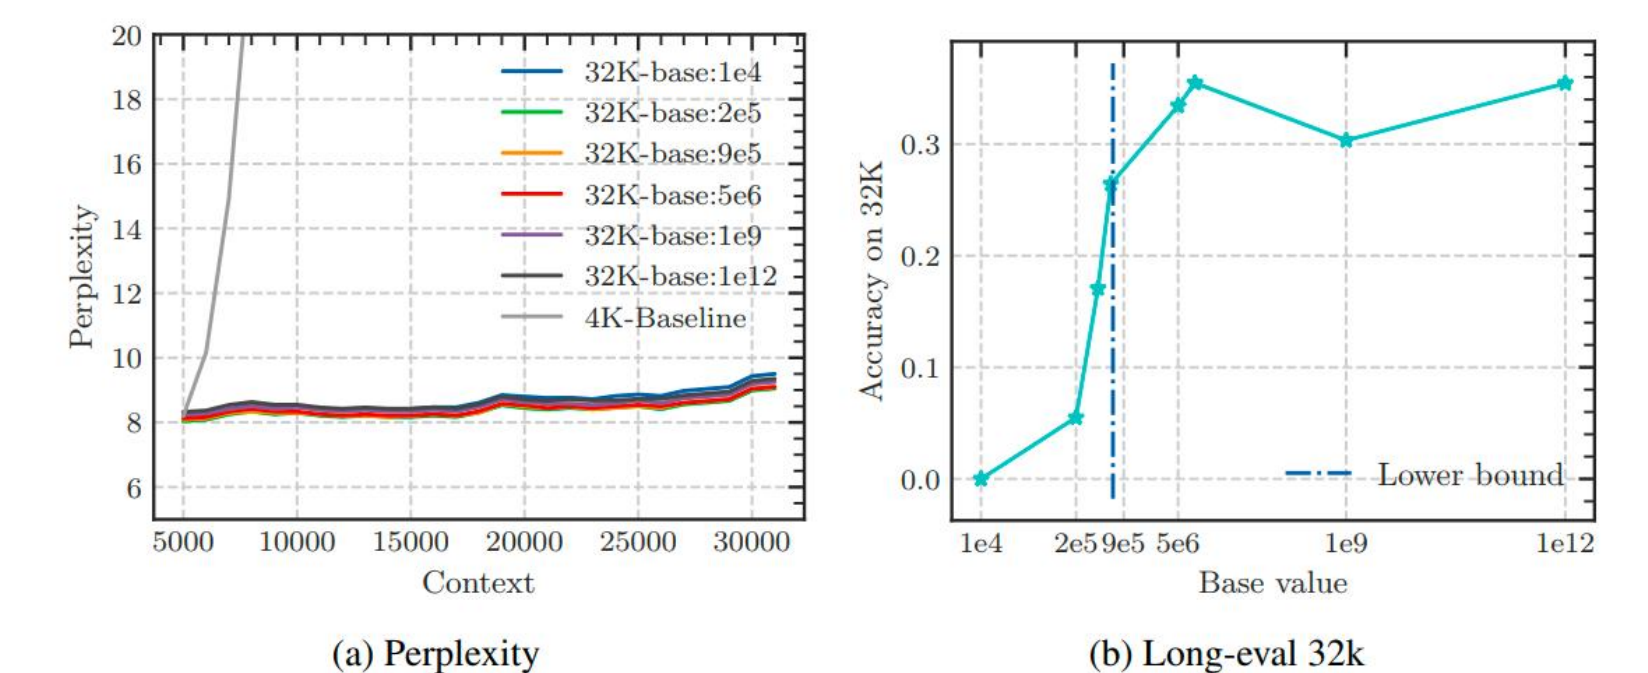 20
18
16
14
12
10
8
6
Perplexity
32K-base:1e4
32K-base:2e5
32K-base:9e5
32K-base:5e6
32K-base:1e9
32K-base:1e12
4K-Baseline
5000 10000 15000 20000 25000 30000
Context
(a) Perplexity
0.3
0.2
0.1
0.0
Accuracy on 32K
Lower bound
1e4 2e5 9e5 5e6 1e9 1e12
Base value
(b) Long-eval 32k